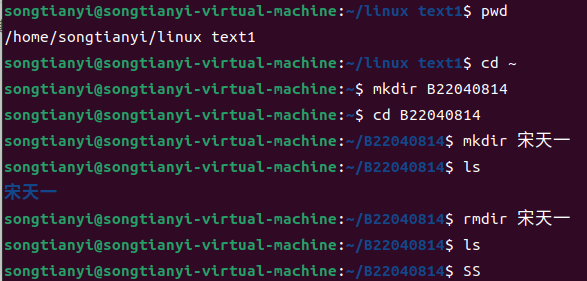 songtianyi@songtianyi-virtual-machine:~/linux text1$ pwd
/home/songtianyi/linux text1
songtianyi@songtianyi-virtual-machine:~/linux text1$ cd ~
songtianyi@songtianyi-virtual-machine:~$ mkdir B22040814
songtianyi@songtianyi-virtual-machine:~$ cd B22040814
songtianyi@songtianyi-virtual-machine:~/B22040814$ mkdir 宋天一
songtianyi@songtianyi-virtual-machine:~/B22040814$ ls
宋天一
songtianyi@songtianyi-virtual-machine:~/B22040814$ rmdir 宋天一
songtianyi@songtianyi-virtual-machine:~/B22040814$ ls
songtianyi@songtianyi-virtual-machine:~/B22040814$ SS